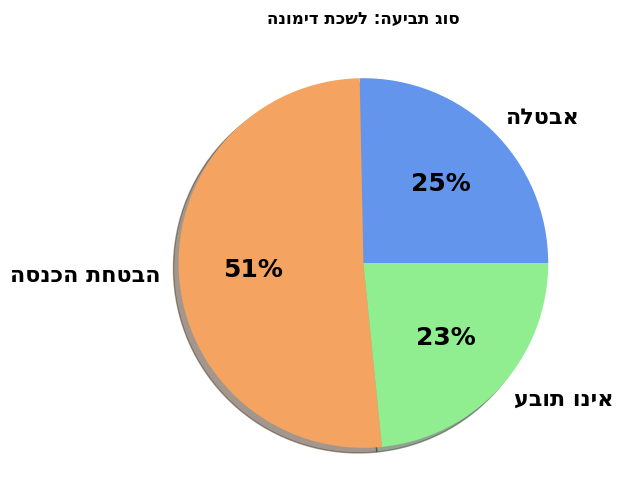 סוג תביעה: לשכת דימונה
אבטלה
25%
הבטחת הכנסה
51%
23%
אינו תובע